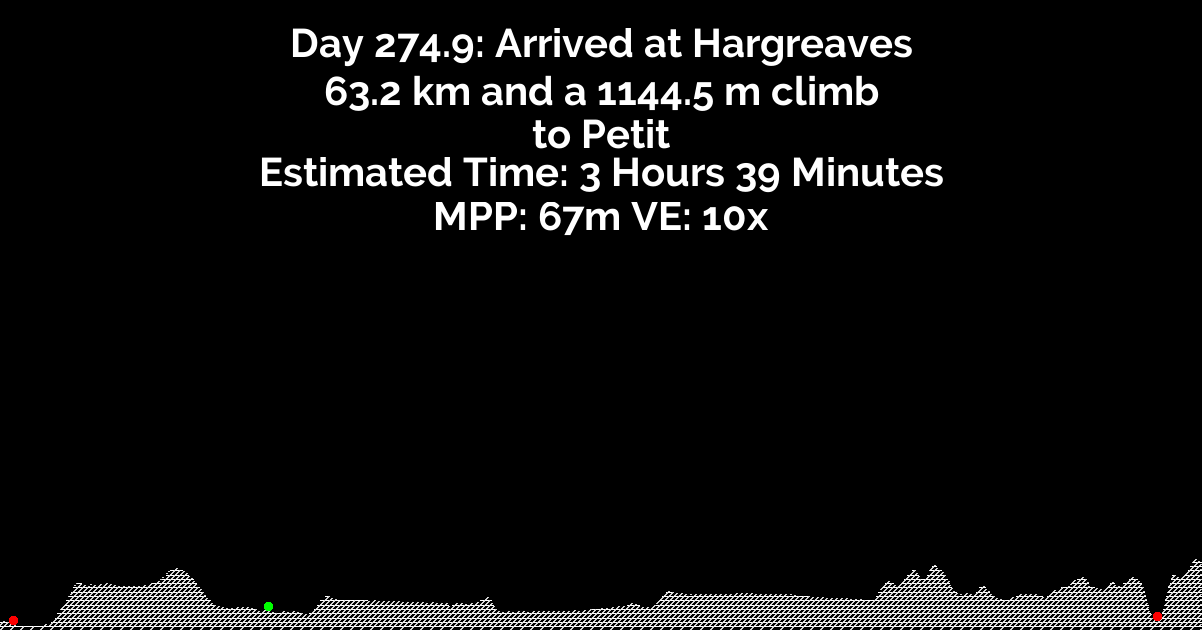 Day 274.9: Arrived at Hargreaves
63.2 km and a 1144.5 m climb
to Petit
Estimated Time: 3 Hours 39 Minutes
MPP: 67m VE: 10x